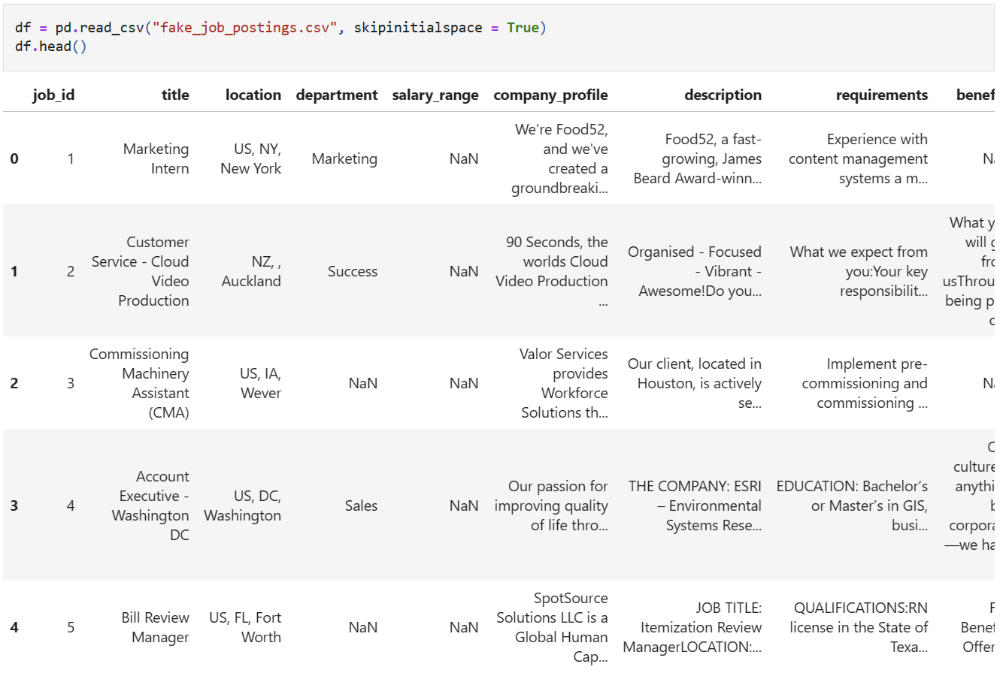 df = pd.read_csv("fake_job_postings.csv", skipinitialspace = True)
df.head()
job_id title location department salary_range company_profile description requirements benef
0 1 Marketing Intern US, NY, New York Marketing NaN We're Food52, and we've created a groundbreaki... Food52, a fast-growing, James Beard Award-winn... Experience with content management systems a m... Na
1 2 Customer Service - Cloud Video Production NZ, , Auckland Success NaN 90 Seconds, the worlds Cloud Video Production ... Organised - Focused - Vibrant - Awesome!Do you... What we expect from you:Your key responsibilit... What y will g fro usThrou being p c
2 3 Commissioning Machinery Assistant (CMA) US, IA, Wever NaN NaN Valor Services provides Workforce Solutions th... Our client, located in Houston, is actively se... Implement pre-commissioning and commissioning ... Na
3 4 Account Executive - Washington DC US, DC, Washington Sales NaN Our passion for improving quality of life thro... THE COMPANY: ESRI – Environmental Systems Rese... EDUCATION: Bachelor’s or Master’s in GIS, busi... culture anythi corpora —we ha
4 5 Bill Review Manager US, FL, Fort Worth NaN NaN SpotSource Solutions LLC is a Global Human Cap... JOB TITLE: Itemization Review ManagerLOCATION:... QUALIFICATIONS:RN license in the State of Texa... F Benef Offer